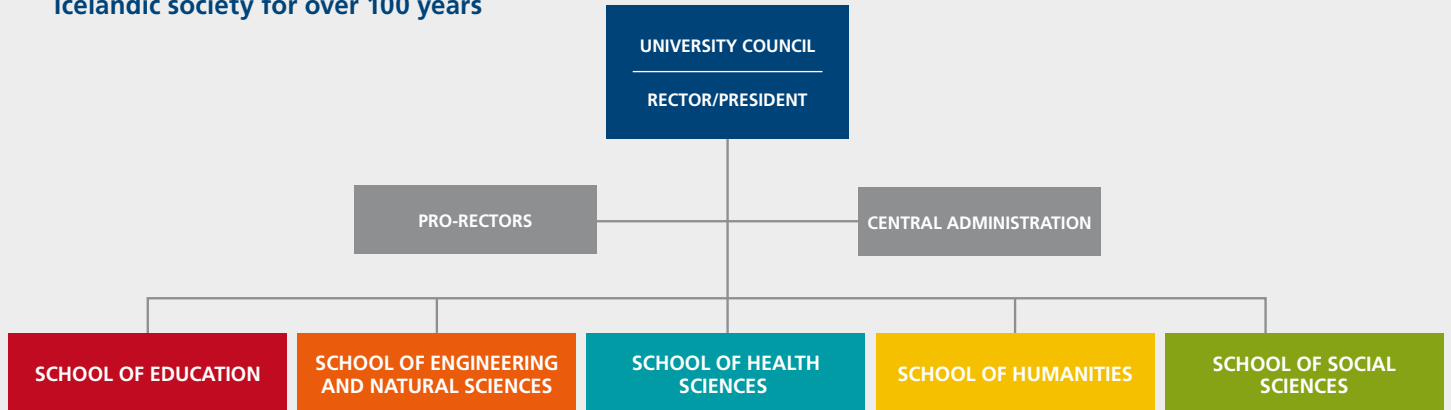 Icelandic society for over 100 years
UNIVERSITY COUNCIL
RECTOR/PRESIDENT
PRO-RECTORS
CENTRAL ADMINISTRATION
SCHOOL OF EDUCATION
SCHOOL OF ENGINEERING
AND NATURAL SCIENCES
SCHOOL OF HEALTH
SCIENCES
SCHOOL OF HUMANITIES
SCHOOL OF SOCIAL
SCIENCES